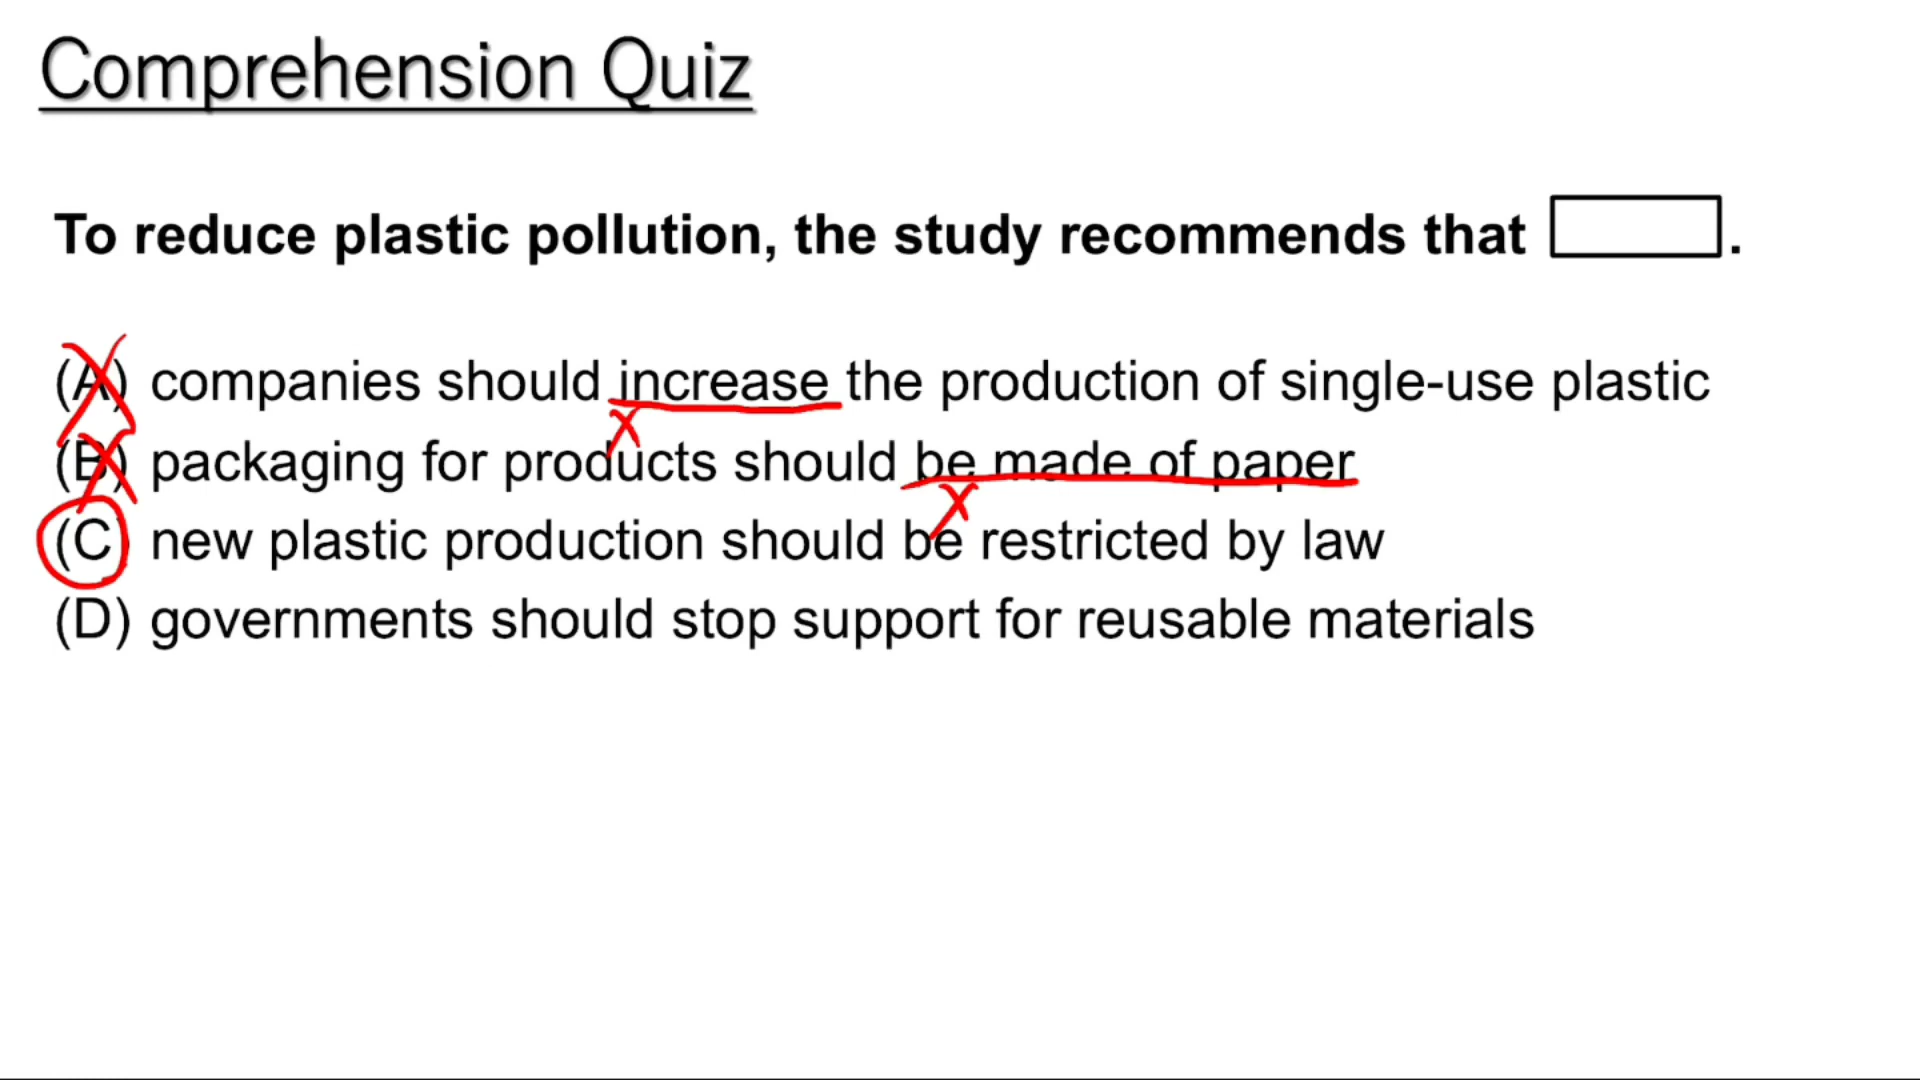 Comprehension Quiz
To reduce plastic pollution, the study recommends that .
(A) companies should increase the production of single-use plastic
(B) packaging for products should be made of paper
(C) new plastic production should be restricted by law
(D) governments should stop support for reusable materials